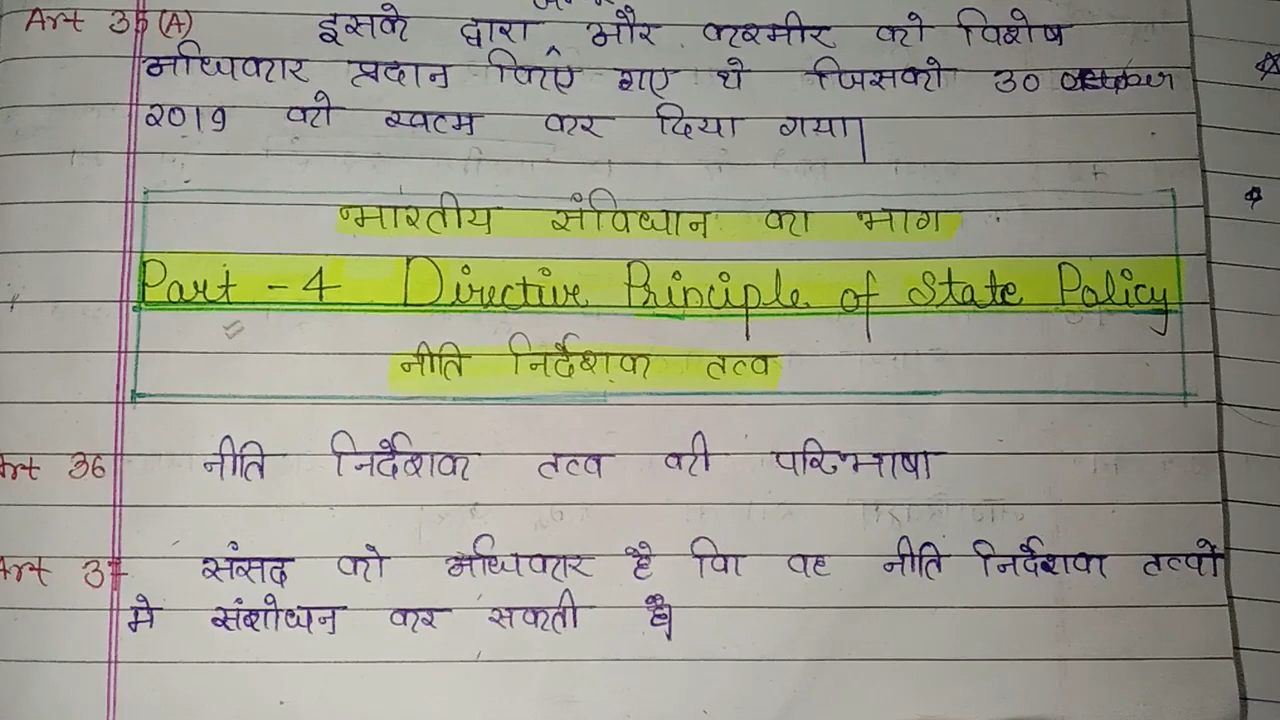 Art 35(A) इसके द्वारा और कश्मीर को विशेष
अधिकार प्रदान किए गए थे जिसको 30 october
2019 को खत्म कर दिया गया|
भारतीय संविधान का भाग
Part - 4 Directive Principle of State Policy
नीति निर्देशक तत्व
Art 36 नीति निर्देशक तत्व की परिभाषा
Art 37 संसद को अधिकार है कि वह नीति निर्देशक तत्वो
मे संशोधन कर सकती है|